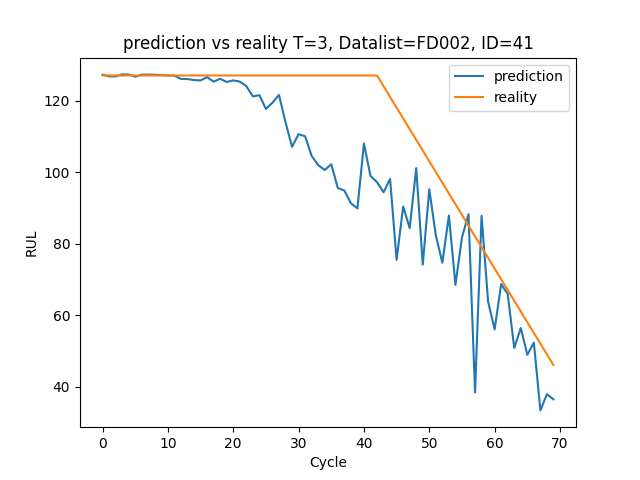 prediction vs reality T=3, Datalist=FD002, ID=41
prediction
reality
RUL
120
100
80
60
40
0 10 20 30 40 50 60 70
Cycle